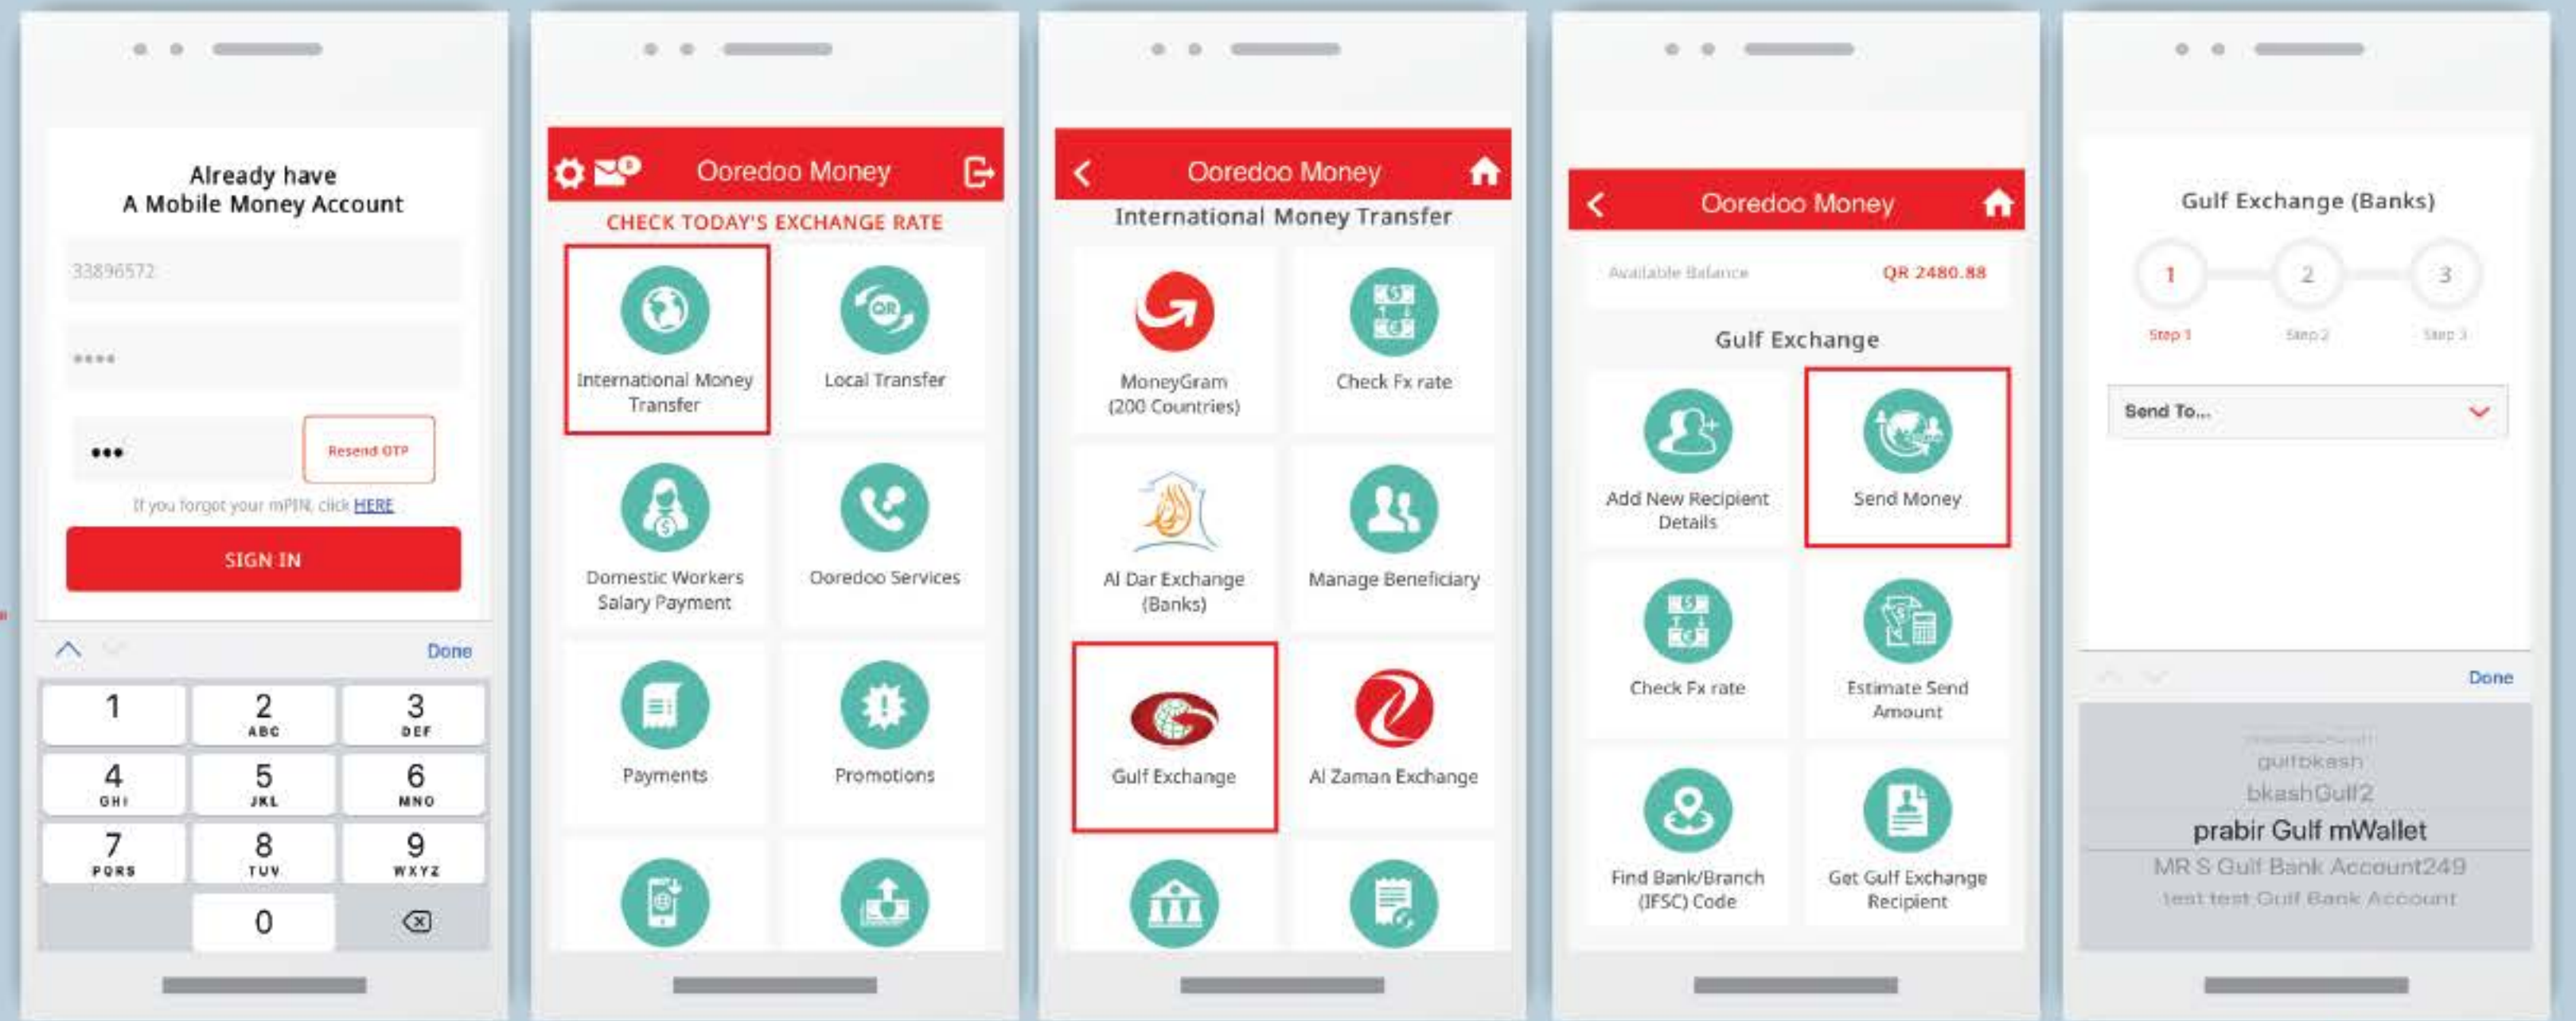 Already have
A Mobile Money Account
33896572
Resend OTP
If you forgot your mPIN, click HERE
SIGN IN
Done
1
2
ABC
3
DEF
4
GHI
5
JKL
6
MNO
7
PQRS
8
TUV
9
WXYZ
0
0
Ooredoo Money
CHECK TODAY'S EXCHANGE RATE
QR
International Money
Transfer
Local Transfer
Domestic Workers
Salary Payment
Ooredoo Services
Payments
Promotions
Ooredoo Money
International Money Transfer
MoneyGram
(200 Countries)
Check Fx rate
Al Dar Exchange
(Banks)
Manage Beneficiary
Gulf Exchange
Al Zaman Exchange
Ooredoo Money
Available Balance
QR 2480.88
Gulf Exchange
Add New Recipient
Details
Send Money
Check Fx rate
Estimate Send
Amount
Find Bank/Branch
(IFSC) Code
Get Gulf Exchange
Recipient
Gulf Exchange (Banks)
1
2
3
Step 1
Step 2
Step 3
Send To...
Done
gulfbkash
bkashGulf2
prabir Gulf mWallet
MR S Gulf Bank Account249
test test Gulf Bank Account